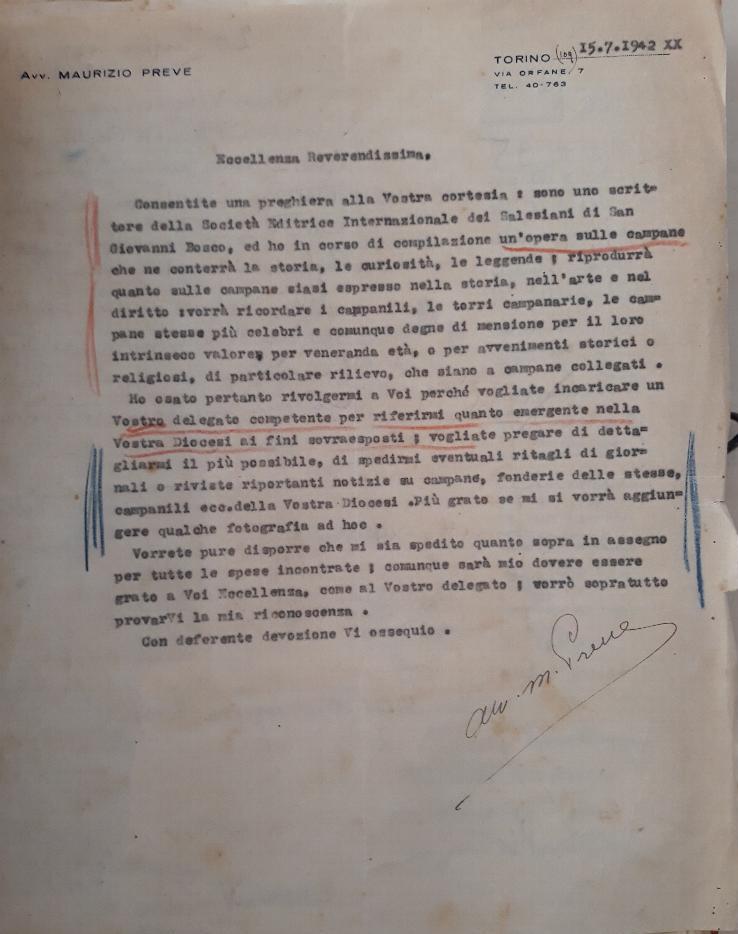 Avv. MAURIZIO PREVE
TORINO (109) 15.7.1942 XX
VIA ORFANE, 7
TEL. 40-763
Eccellenza Reverendissima,
Consentite una preghiera alla Vostra cortesia : sono uno scrit=
tore della Società Editrice Internazionale dei Salesiani di San
Giovanni Bosco, ed ho in corso di compilazione un'opera sulle campane
che ne conterrà la storia, le curiosità, le leggende ; riprodurrà
quanto sulle campane siasi espresso nella storia, nell'arte e nel
diritto :vorrà ricordare i campanili, le torri campanarie, le cam=
pane stesse più celebri e comunque degne di mensione per il loro
intrinseco valore, per veneranda età, o per avvenimenti storici o
religiosi, di particolare rilievo, che siano a campane collegati .
Ho osato pertanto rivolgermi a Voi perché vogliate incaricare un
Vostro delegato competente per riferirmi quanto emergente nella
Vostra Diocesi ai fini sovraesposti ; vogliate pregare di detta=
gliarmi il più possibile, di spedirmi eventuali ritagli di gior=
nali o riviste riportanti notizie su campane, fonderie delle stesse,
campanili ecc.della Vostra Diocesi .Più grato se mi si vorrà aggiun=
gere qualche fotografia ad hoc .
Vorrete pure disporre che mi sia spedito quanto sopra in assegno
per tutte le spese incontrate ; comunque sarà mio dovere essere
grato a Voi Eccellenza, come al Vostro delegato ; vorrò sopratutto
provarVi la mia riconoscenza .
Con deferente devozione Vi ossequio .
avv. M. Preve